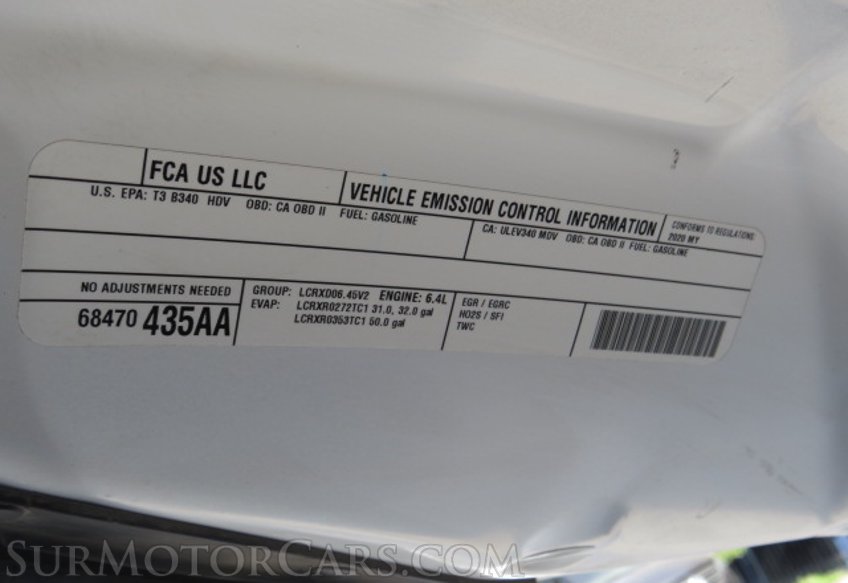 FCA US LLC
VEHICLE EMISSION CONTROL INFORMATION
CONFORMS TO REGULATIONS:
2020 MY
U.S. EPA: T3 B340 HDV OBD: CA OBD II FUEL: GASOLINE
CA: ULEV340 MDV OBD: CA OBD II FUEL: GASOLINE
NO ADJUSTMENTS NEEDED
68470 435AA
GROUP: LCRXD06.45V2 ENGINE: 6.4L
EVAP: LCRXR0272TC1 31.0, 32.0 gal
LCRXR0353TC1 50.0 gal
EGR / EGRC
HO2S / SFI
TWC
SurMotorCars.com